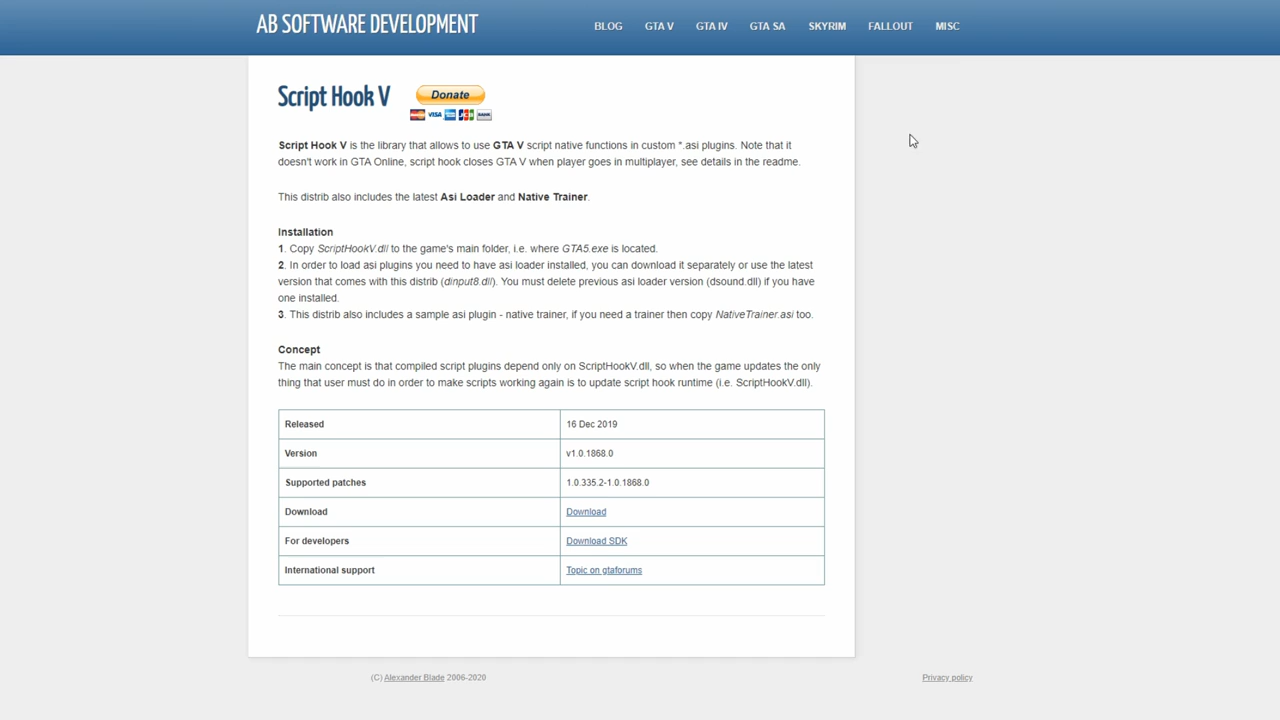 AB SOFTWARE DEVELOPMENT
BLOG GTA V GTA IV GTA SA SKYRIM FALLOUT MISC
Script Hook V
Donate
VISA JCB BANK
Script Hook V is the library that allows to use GTA V script native functions in custom *.asi plugins. Note that it
doesn't work in GTA Online, script hook closes GTA V when player goes in multiplayer, see details in the readme.
This distrib also includes the latest Asi Loader and Native Trainer.
Installation
1. Copy ScriptHookV.dll to the game's main folder, i.e. where GTA5.exe is located.
2. In order to load asi plugins you need to have asi loader installed, you can download it separately or use the latest
version that comes with this distrib (dinput8.dll). You must delete previous asi loader version (dsound.dll) if you have
one installed.
3. This distrib also includes a sample asi plugin - native trainer, if you need a trainer then copy NativeTrainer.asi too.
Concept
The main concept is that compiled script plugins depend only on ScriptHookV.dll, so when the game updates the only
thing that user must do in order to make scripts working again is to update script hook runtime (i.e. ScriptHookV.dll).
Released 16 Dec 2019
Version v1.0.1868.0
Supported patches 1.0.335.2-1.0.1868.0
Download Download
For developers Download SDK
International support Topic on gtaforums
(C) Alexander Blade 2006-2020 Privacy policy